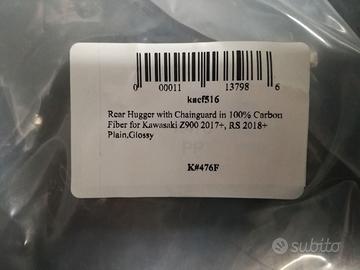 0 00011 13798 6
kacf516
Rear Hugger with Chainguard in 100% Carbon
Fiber for Kawasaki Z900 2017+, RS 2018+
Plain,Glossy
PP
K#476F
subito